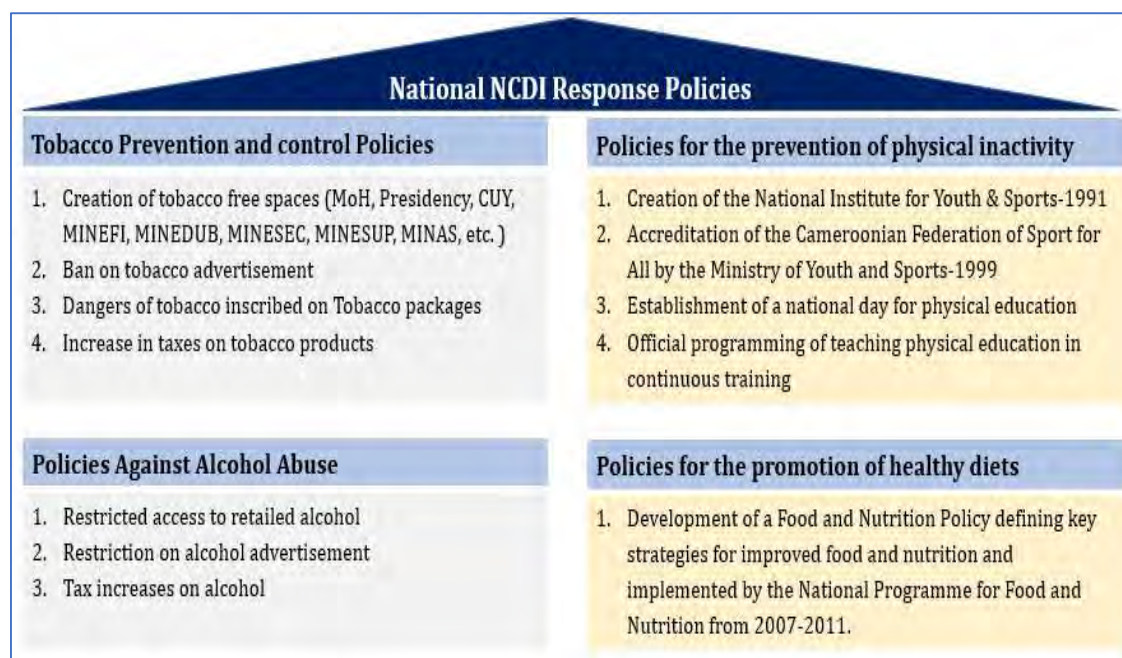 National NCDI Response Policies
Tobacco Prevention and control Policies
1. Creation of tobacco free spaces (MoH, Presidency, CUY,
MINEFI, MINEDUB, MINESEC, MINESUP, MINAS, etc. )
2. Ban on tobacco advertisement
3. Dangers of tobacco inscribed on Tobacco packages
4. Increase in taxes on tobacco products
Policies for the prevention of physical inactivity
1. Creation of the National Institute for Youth & Sports-1991
2. Accreditation of the Cameroonian Federation of Sport for
All by the Ministry of Youth and Sports-1999
3. Establishment of a national day for physical education
4. Official programming of teaching physical education in
continuous training
Policies Against Alcohol Abuse
1. Restricted access to retailed alcohol
2. Restriction on alcohol advertisement
3. Tax increases on alcohol
Policies for the promotion of healthy diets
1. Development of a Food and Nutrition Policy defining key
strategies for improved food and nutrition and
implemented by the National Programme for Food and
Nutrition from 2007-2011.